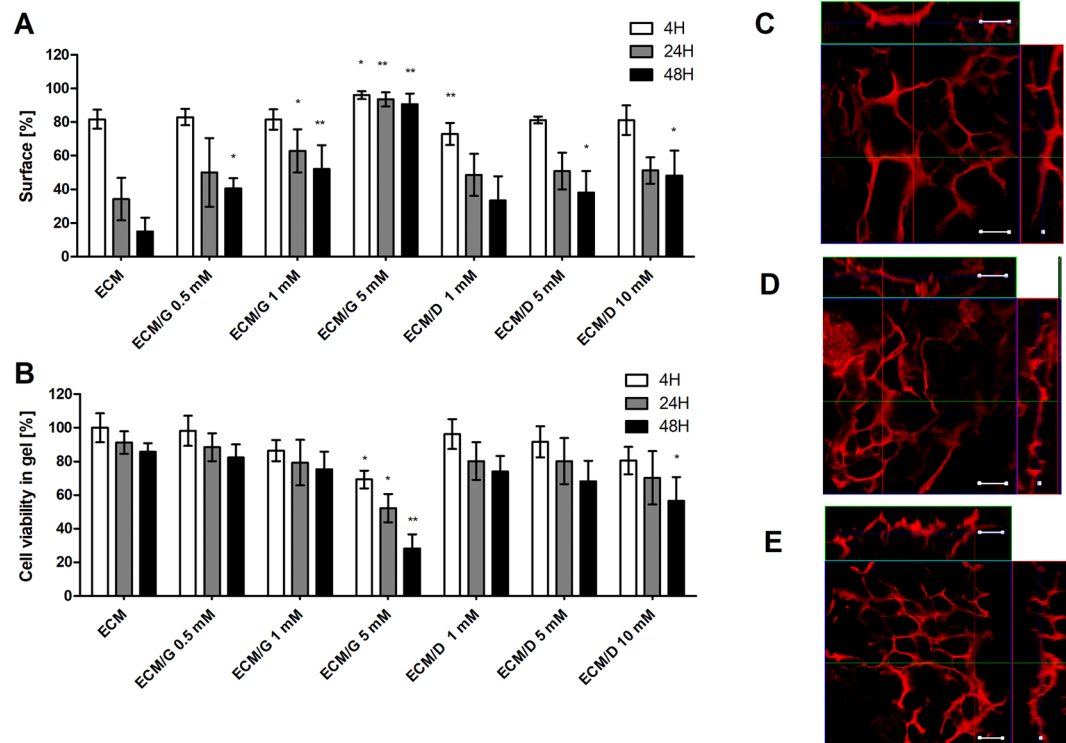 A
4H
24H
48H
Surface [%]
120
100
80
60
40
20
0
* ** **
* **
**
*
*
*
ECM
ECM/G 0.5 mM
ECM/G 1 mM
ECM/G 5 mM
ECM/D 1 mM
ECM/D 5 mM
ECM/D 10 mM
B
4H
24H
48H
Cell viability in gel [%]
120
100
80
60
40
20
0
*
*
**
*
ECM
ECM/G 0.5 mM
ECM/G 1 mM
ECM/G 5 mM
ECM/D 1 mM
ECM/D 5 mM
ECM/D 10 mM
C
D
E